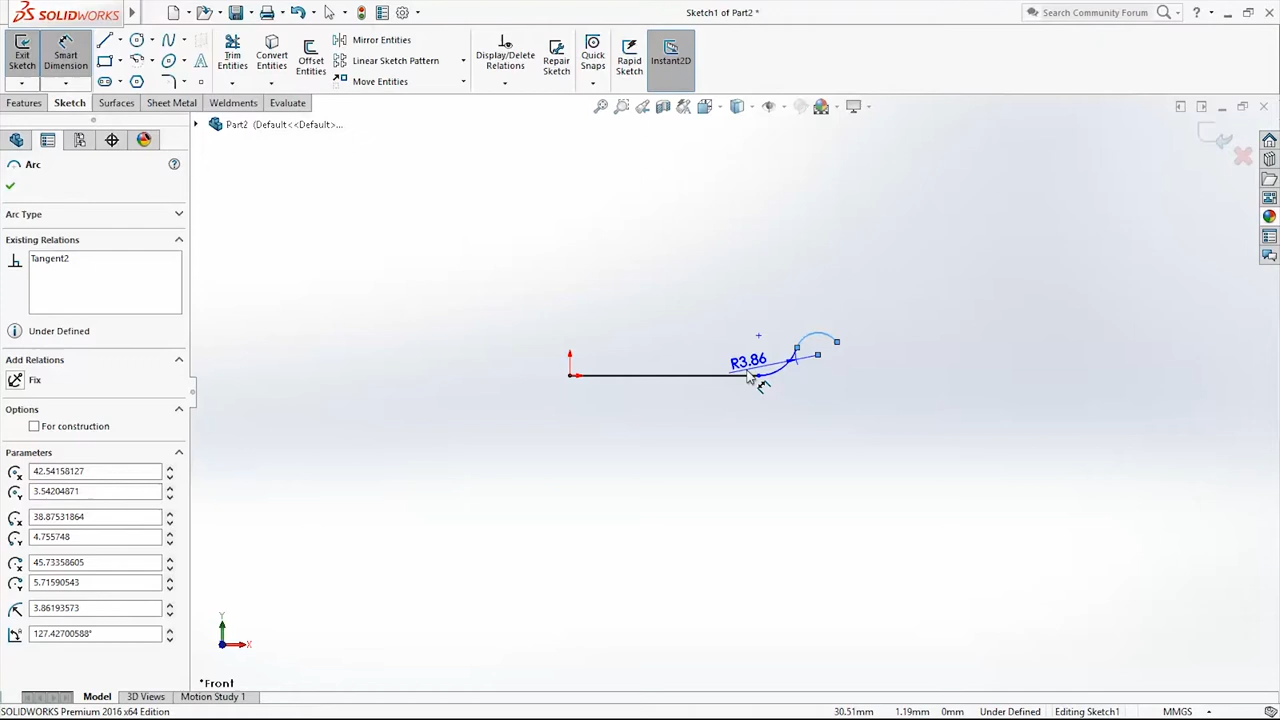 SOLIDWORKS
Sketch1 of Part2 *
Search Community Forum
Exit Sketch
Smart Dimension
Trim Entities
Convert Entities
Offset Entities
Mirror Entities
Linear Sketch Pattern
Move Entities
Display/Delete Relations
Repair Sketch
Quick Snaps
Rapid Sketch
Instant2D
Features
Sketch
Surfaces
Sheet Metal
Weldments
Evaluate
Part2 (Default<<Default>...
Arc
Arc Type
Existing Relations
Tangent2
Under Defined
Add Relations
Fix
Options
For construction
Parameters
42.54158127
3.54204871
38.87531864
4.755748
45.73358605
5.71590543
3.86193573
127.42700588°
R3.86
Y
X
*Front
Model
3D Views
Motion Study 1
SOLIDWORKS Premium 2016 x64 Edition
30.51mm
1.19mm
0mm
Under Defined
Editing Sketch1
MMGS